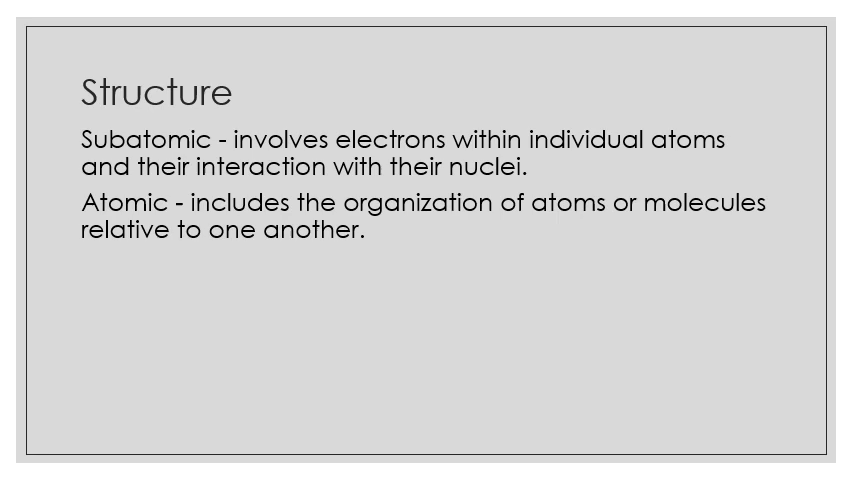 Structure
Subatomic - involves electrons within individual atoms
and their interaction with their nuclei.
Atomic - includes the organization of atoms or molecules
relative to one another.